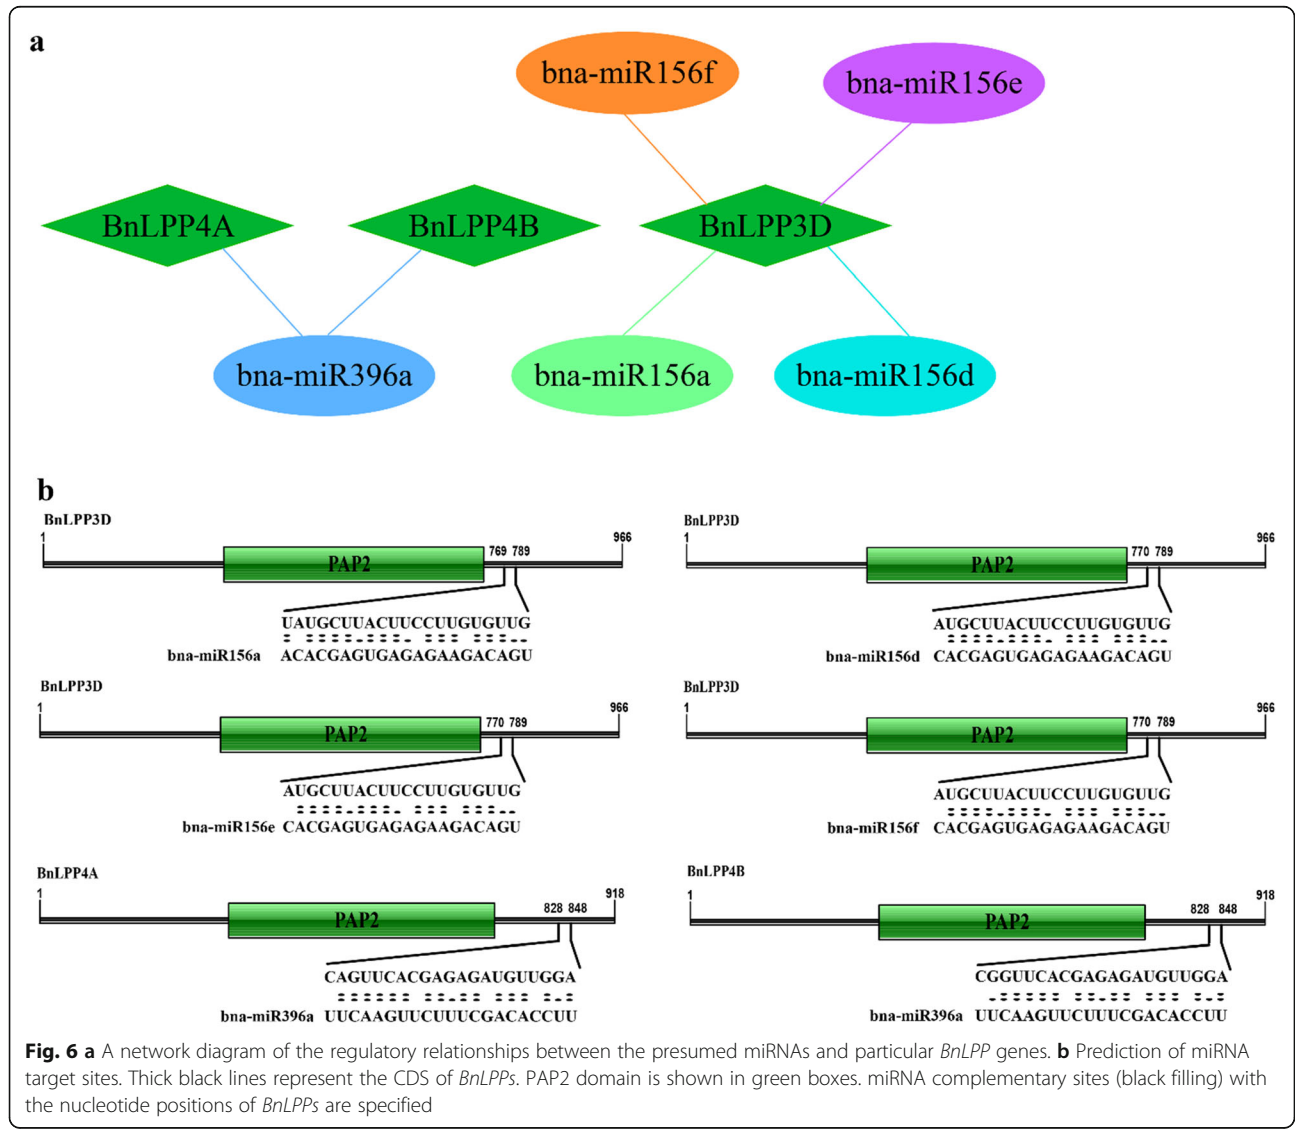 a
bna-miR156f
bna-miR156e
BnLPP4A
BnLPP4B
BnLPP3D
bna-miR396a
bna-miR156a
bna-miR156d
b
BnLPP3D
1
769 789
966
PAP2
UAUGCUUACUUCCUUGUGUUG
bna-miR156a ACACGAGUGAGAGAAGACAGU
BnLPP3D
1
770 789
966
PAP2
AUGCUUACUUCCUUGUGUUG
bna-miR156d CACGAGUGAGAGAAGACAGU
BnLPP3D
1
770 789
966
PAP2
AUGCUUACUUCCUUGUGUUG
bna-miR156e CACGAGUGAGAGAAGACAGU
BnLPP3D
1
770 789
966
PAP2
AUGCUUACUUCCUUGUGUUG
bna-miR156f CACGAGUGAGAGAAGACAGU
BnLPP4A
1
828 848
918
PAP2
CAGUUCACGAGAGAUGUUGGA
bna-miR396a UUCAAGUUCUUUCGACACCUU
BnLPP4B
1
828 848
918
PAP2
CGGUUCACGAGAGAUGUUGGA
bna-miR396a UUCAAGUUCUUUCGACACCUU
Fig. 6 a A network diagram of the regulatory relationships between the presumed miRNAs and particular BnLPP genes. b Prediction of miRNA
target sites. Thick black lines represent the CDS of BnLPPs. PAP2 domain is shown in green boxes. miRNA complementary sites (black filling) with
the nucleotide positions of BnLPPs are specified